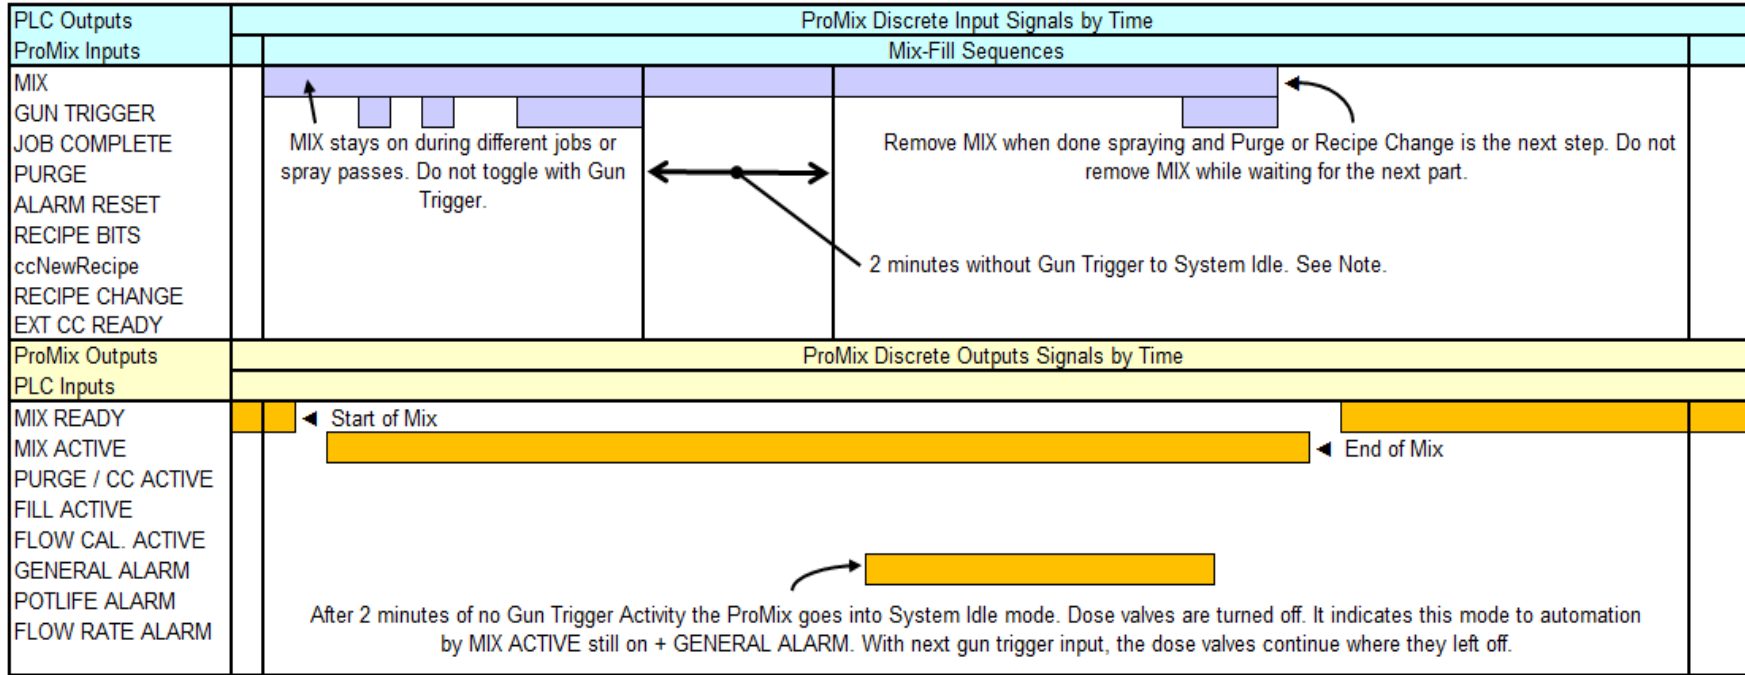 PLC Outputs
ProMix Discrete Input Signals by Time
ProMix Inputs
Mix-Fill Sequences
MIX
GUN TRIGGER
JOB COMPLETE
PURGE
ALARM RESET
RECIPE BITS
ccNewRecipe
RECIPE CHANGE
EXT CC READY
MIX stays on during different jobs or
spray passes. Do not toggle with Gun
Trigger.
Remove MIX when done spraying and Purge or Recipe Change is the next step. Do not
remove MIX while waiting for the next part.
2 minutes without Gun Trigger to System Idle. See Note.
ProMix Outputs
ProMix Discrete Outputs Signals by Time
PLC Inputs
MIX READY
MIX ACTIVE
PURGE / CC ACTIVE
FILL ACTIVE
FLOW CAL. ACTIVE
GENERAL ALARM
POTLIFE ALARM
FLOW RATE ALARM
Start of Mix
End of Mix
After 2 minutes of no Gun Trigger Activity the ProMix goes into System Idle mode. Dose valves are turned off. It indicates this mode to automation
by MIX ACTIVE still on + GENERAL ALARM. With next gun trigger input, the dose valves continue where they left off.